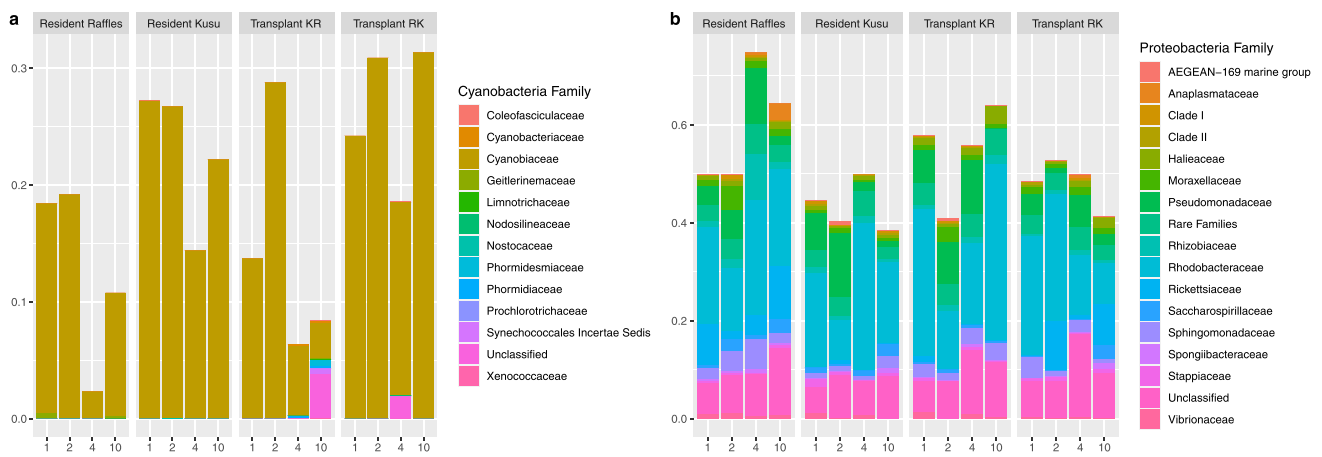 a
Resident Raffles
Resident Kusu
Transplant KR
Transplant RK
0.3
0.2
0.1
0.0
1 2 4 10
1 2 4 10
1 2 4 10
1 2 4 10
Cyanobacteria Family
Coleofasciculaceae
Cyanobacteriaceae
Cyanobiaceae
Geitlerinemaceae
Limnotrichaceae
Nodosilineaceae
Nostocaceae
Phormidesmiaceae
Phormidiaceae
Prochlorotrichaceae
Synechococcales Incertae Sedis
Unclassified
Xenococcaceae
b
Resident Raffles
Resident Kusu
Transplant KR
Transplant RK
0.6
0.4
0.2
0.0
1 2 4 10
1 2 4 10
1 2 4 10
1 2 4 10
Proteobacteria Family
AEGEAN−169 marine group
Anaplasmataceae
Clade I
Clade II
Halieaceae
Moraxellaceae
Pseudomonadaceae
Rare Families
Rhizobiaceae
Rhodobacteraceae
Rickettsiaceae
Saccharospirillaceae
Sphingomonadaceae
Spongiibacteraceae
Stappiaceae
Unclassified
Vibrionaceae